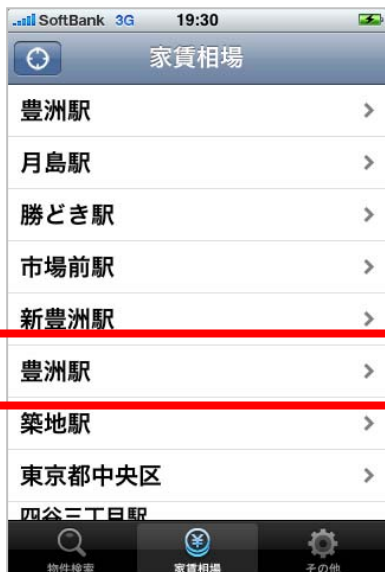 SoftBank 3G 19:30
家賃相場
豊洲駅
月島駅
勝どき駅
市場前駅
新豊洲駅
豊洲駅
築地駅
東京都中央区
四谷三丁目駅
物件検索 家賃相場 その他